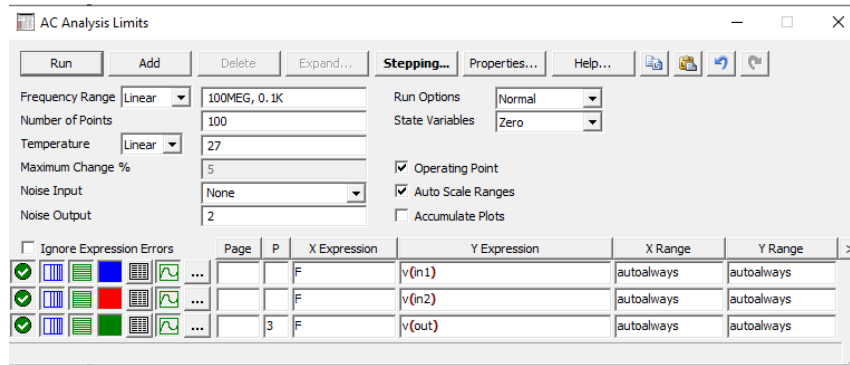 AC Analysis Limits
Run Add Delete Expand... Stepping... Properties... Help...
Frequency Range Linear 100MEG, 0.1K Run Options Normal
Number of Points 100 State Variables Zero
Temperature Linear 27
Maximum Change % 5 Operating Point
Noise Input None Auto Scale Ranges
Noise Output 2 Accumulate Plots
Ignore Expression Errors Page P X Expression Y Expression X Range Y Range >
... F v(in1) autoalways autoalways
... F v(in2) autoalways autoalways
... 3 F v(out) autoalways autoalways